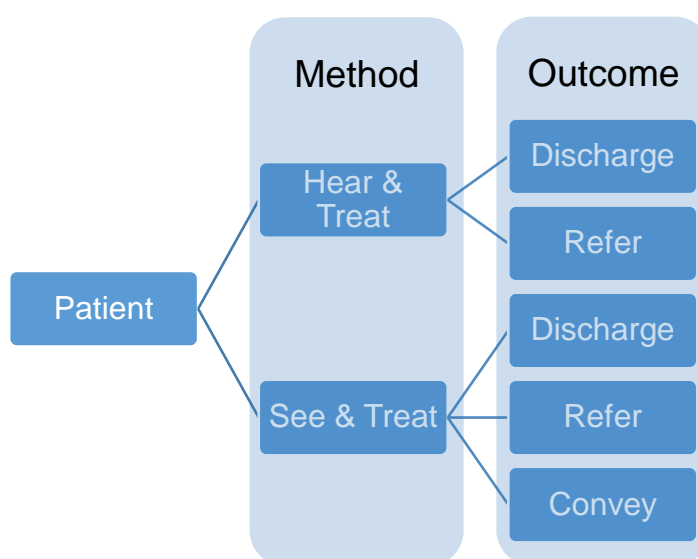 Method
Outcome
Patient
Hear &
Treat
See & Treat
Discharge
Refer
Discharge
Refer
Convey